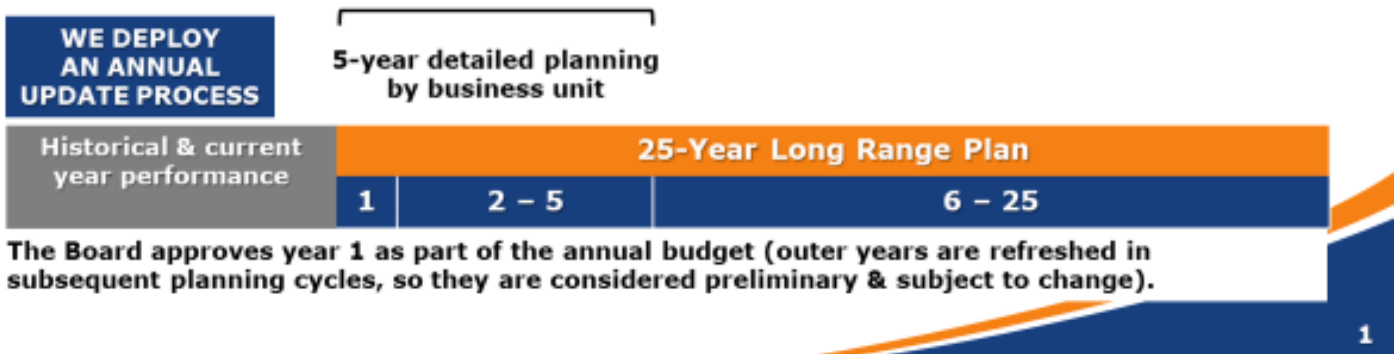 WE DEPLOY
AN ANNUAL
UPDATE PROCESS
5-year detailed planning
by business unit
Historical & current
year performance
25-Year Long Range Plan
1
2 – 5
6 – 25
The Board approves year 1 as part of the annual budget (outer years are refreshed in
subsequent planning cycles, so they are considered preliminary & subject to change).
1